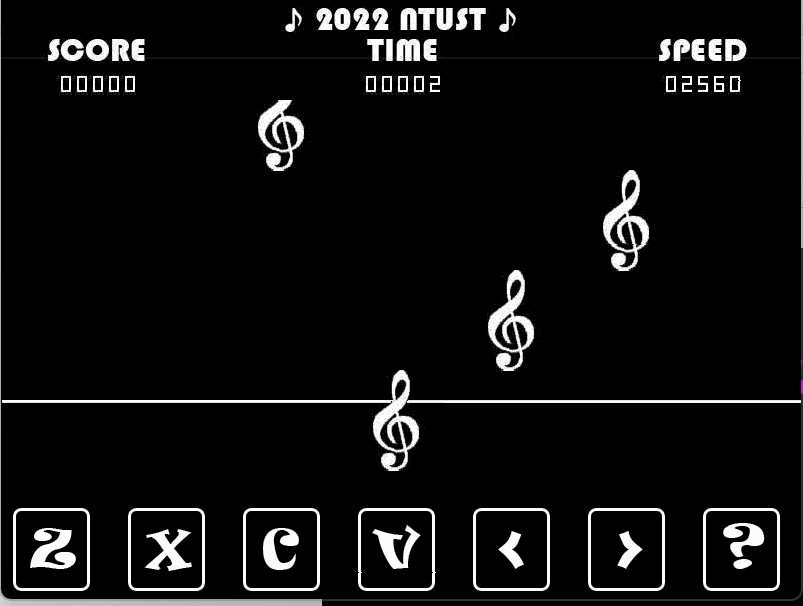 ♪ 2022 NTUST ♪
SCORE TIME SPEED
00000 00002 02560
Z X C V < > ?